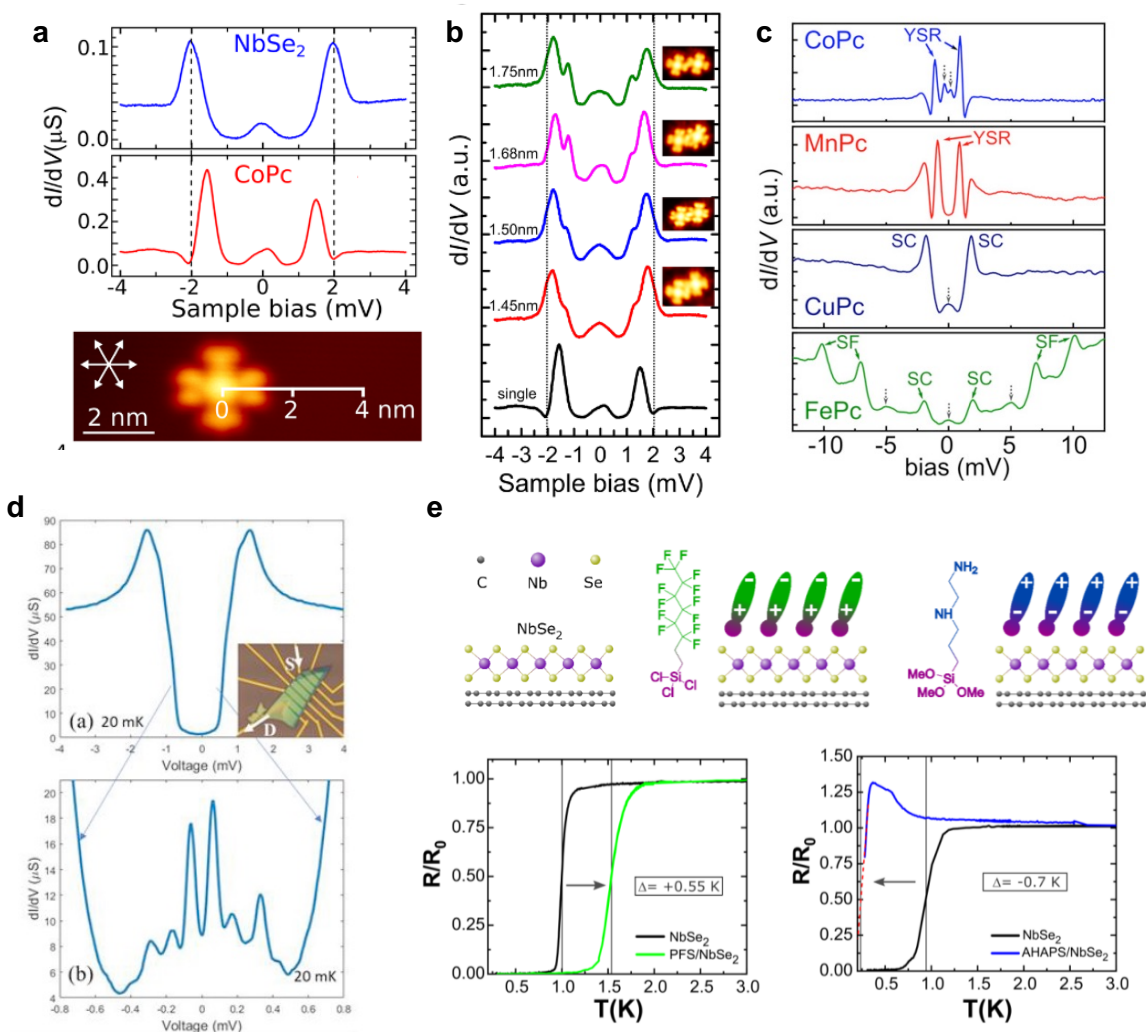 a
NbSe2
0.1
0.0
CoPc
0.4
0.2
0.0
dI/dV(μS)
-4 -2 0 2 4
Sample bias (mV)
2 nm
0 2 4 nm
b
1.75nm
1.68nm
1.50nm
1.45nm
single
dI/dV (a.u.)
-4 -3 -2 -1 0 1 2 3 4
Sample bias (mV)
c
CoPc
YSR
MnPc
YSR
SC SC
CuPc
SF SF
SC SC
FePc
dI/dV (a.u.)
-10 -5 0 5 10
bias (mV)
d
90
80
70
60
50
40
30
20
10
0
dI/dV (μS)
S
D
(a) 20 mK
-4 -3 -2 -1 0 1 2 3 4
Voltage (mV)
20
18
16
14
12
10
8
6
4
dI/dV (μS)
(b) 20 mK
-0.8 -0.6 -0.4 -0.2 0 0.2 0.4 0.6 0.8
Voltage (mV)
e
C Nb Se
NbSe2
F F
F F
F F
F F
F F
F F
F
Cl Si Cl
Cl
- - - -
+ + + +
NH2
NH
MeO Si
MeO OMe
+ + + +
- - - -
1.00
0.75
0.50
0.25
0.00
R/R0
Δ= +0.55 K
NbSe2
PFS/NbSe2
0.5 1.0 1.5 2.0 2.5 3.0
T(K)
1.50
1.25
1.00
0.75
0.50
0.25
0.00
R/R0
Δ= -0.7 K
NbSe2
AHAPS/NbSe2
0.5 1.0 1.5 2.0 2.5 3.0
T(K)